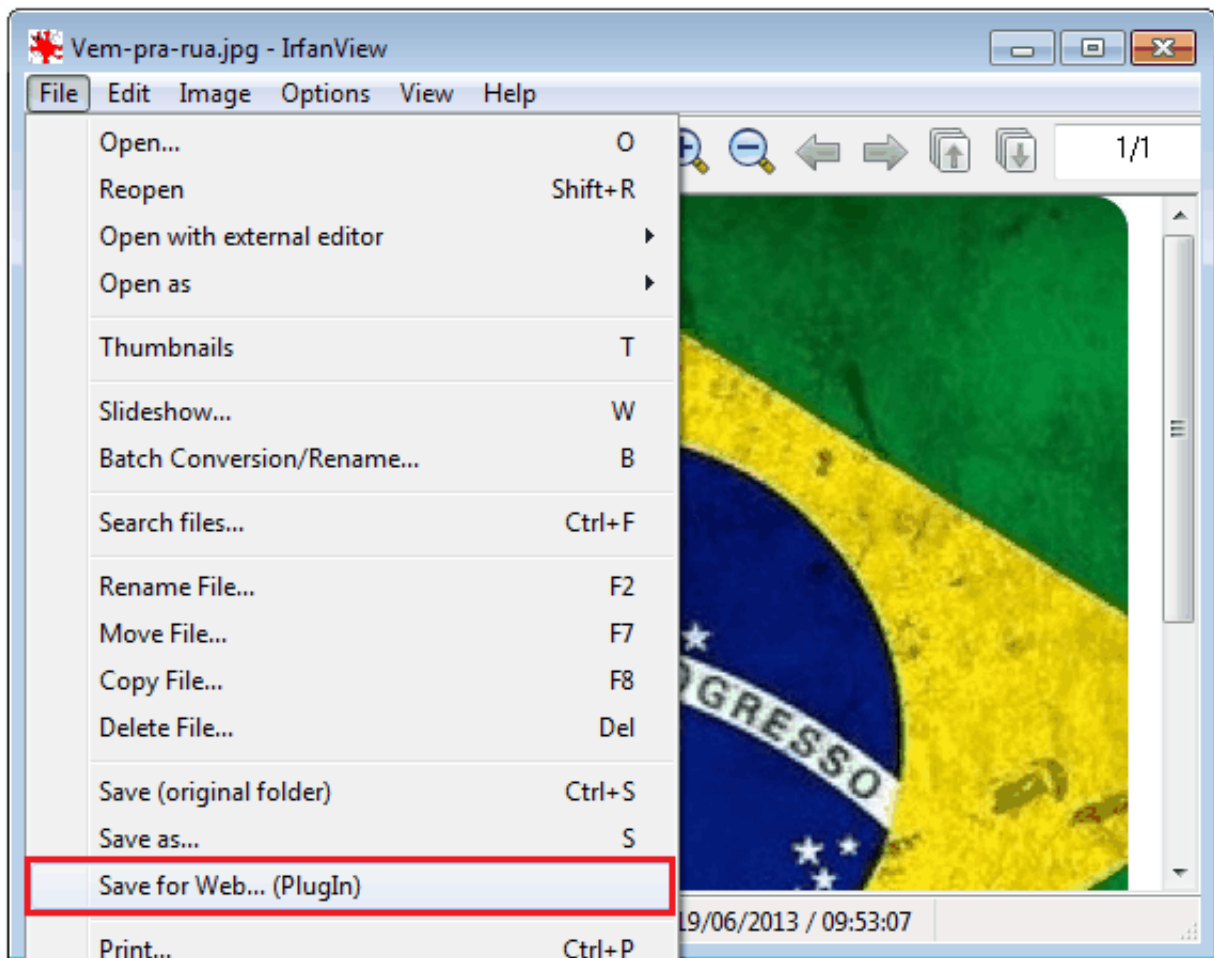 Vem-pra-rua.jpg - IrfanView
File Edit Image Options View Help
Open... O
Reopen Shift+R
Open with external editor
Open as
Thumbnails T
Slideshow... W
Batch Conversion/Rename... B
Search files... Ctrl+F
Rename File... F2
Move File... F7
Copy File... F8
Delete File... Del
Save (original folder) Ctrl+S
Save as... S
Save for Web... (PlugIn)
Print... Ctrl+P
1/1
OGRESSO
19/06/2013 / 09:53:07